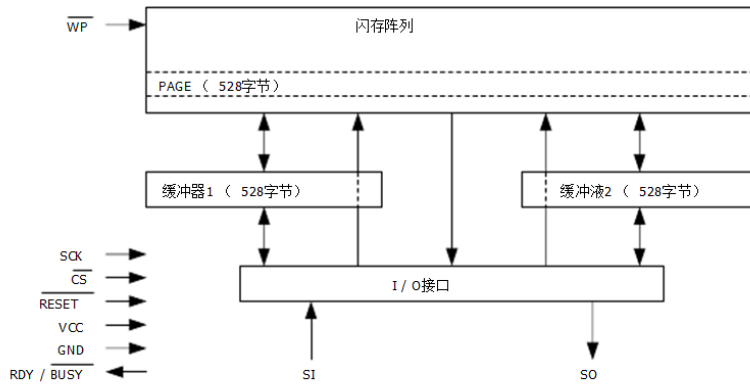 WP
闪存阵列
PAGE （ 528字节）
缓冲器1 （ 528字节）
缓冲液2 （ 528字节）
SCK
CS
RESET
VCC
GND
RDY / BUSY
I / O接口
SI
SO